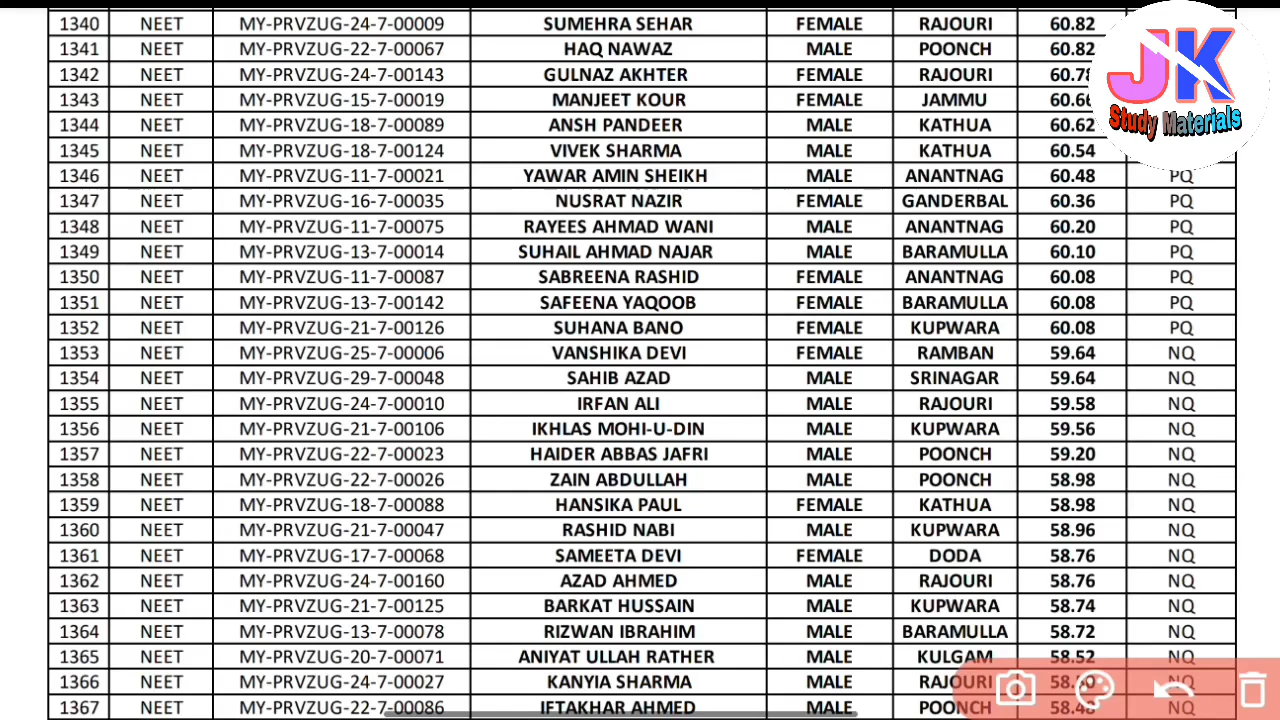 1340 NEET MY-PRVZUG-24-7-00009 SUMEHRA SEHAR FEMALE RAJOURI 60.82
1341 NEET MY-PRVZUG-22-7-00067 HAQ NAWAZ MALE POONCH 60.82
1342 NEET MY-PRVZUG-24-7-00143 GULNAZ AKHTER FEMALE RAJOURI 60.78
1343 NEET MY-PRVZUG-15-7-00019 MANJEET KOUR FEMALE JAMMU 60.66
1344 NEET MY-PRVZUG-18-7-00089 ANSH PANDEER MALE KATHUA 60.62
1345 NEET MY-PRVZUG-18-7-00124 VIVEK SHARMA MALE KATHUA 60.54
JK
Study Materials
1346 NEET MY-PRVZUG-11-7-00021 YAWAR AMIN SHEIKH MALE ANANTNAG 60.48 PQ
1347 NEET MY-PRVZUG-16-7-00035 NUSRAT NAZIR FEMALE GANDERBAL 60.36 PQ
1348 NEET MY-PRVZUG-11-7-00075 RAYEES AHMAD WANI MALE ANANTNAG 60.20 PQ
1349 NEET MY-PRVZUG-13-7-00014 SUHAIL AHMAD NAJAR MALE BARAMULLA 60.10 PQ
1350 NEET MY-PRVZUG-11-7-00087 SABREENA RASHID FEMALE ANANTNAG 60.08 PQ
1351 NEET MY-PRVZUG-13-7-00142 SAFEENA YAQOOB FEMALE BARAMULLA 60.08 PQ
1352 NEET MY-PRVZUG-21-7-00126 SUHANA BANO FEMALE KUPWARA 60.08 PQ
1353 NEET MY-PRVZUG-25-7-00006 VANSHIKA DEVI FEMALE RAMBAN 59.64 NQ
1354 NEET MY-PRVZUG-29-7-00048 SAHIB AZAD MALE SRINAGAR 59.64 NQ
1355 NEET MY-PRVZUG-24-7-00010 IRFAN ALI MALE RAJOURI 59.58 NQ
1356 NEET MY-PRVZUG-21-7-00106 IKHLAS MOHI-U-DIN MALE KUPWARA 59.56 NQ
1357 NEET MY-PRVZUG-22-7-00023 HAIDER ABBAS JAFRI MALE POONCH 59.20 NQ
1358 NEET MY-PRVZUG-22-7-00026 ZAIN ABDULLAH MALE POONCH 58.98 NQ
1359 NEET MY-PRVZUG-18-7-00088 HANSIKA PAUL FEMALE KATHUA 58.98 NQ
1360 NEET MY-PRVZUG-21-7-00047 RASHID NABI MALE KUPWARA 58.96 NQ
1361 NEET MY-PRVZUG-17-7-00068 SAMEETA DEVI FEMALE DODA 58.76 NQ
1362 NEET MY-PRVZUG-24-7-00160 AZAD AHMED MALE RAJOURI 58.76 NQ
1363 NEET MY-PRVZUG-21-7-00125 BARKAT HUSSAIN MALE KUPWARA 58.74 NQ
1364 NEET MY-PRVZUG-13-7-00078 RIZWAN IBRAHIM MALE BARAMULLA 58.72 NQ
1365 NEET MY-PRVZUG-20-7-00071 ANIYAT ULLAH RATHER MALE KULGAM 58.52 NQ
1366 NEET MY-PRVZUG-24-7-00027 KANYIA SHARMA MALE RAJOURI NQ
1367 NEET MY-PRVZUG-22-7-00086 IFTAKHAR AHMED MALE POONCH NQ